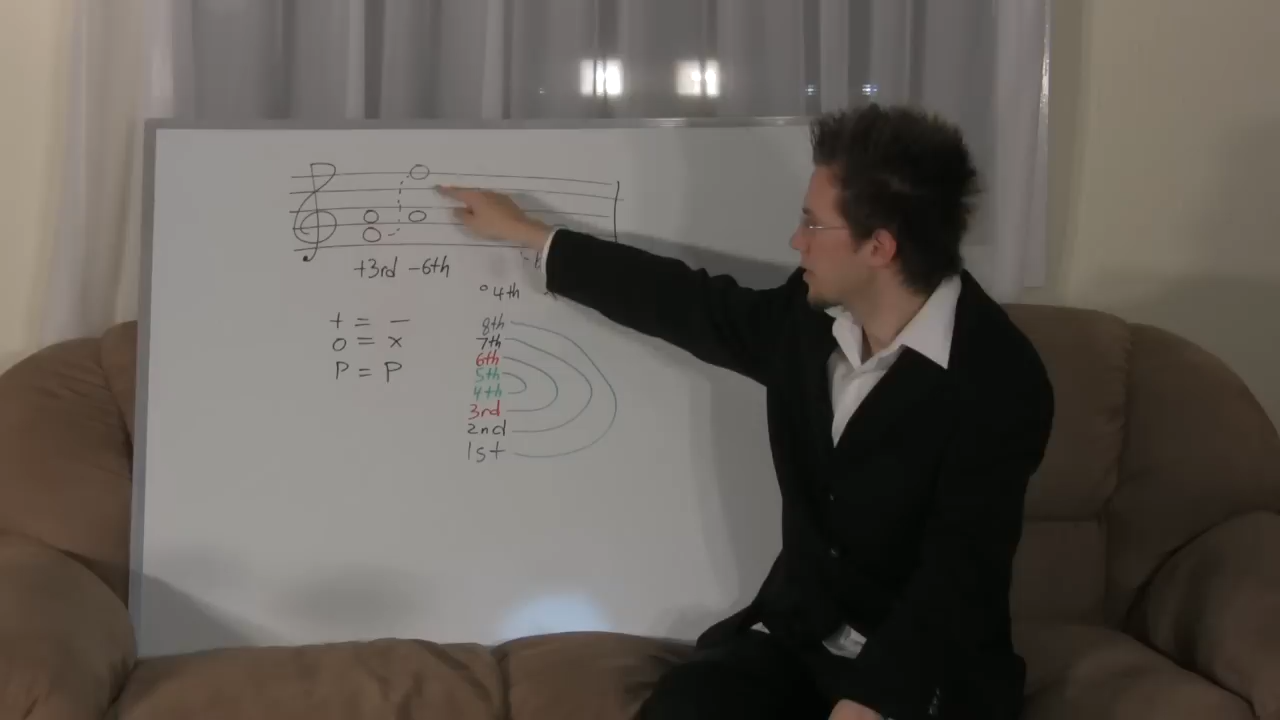 +3rd -6th
°4th
+ = -
o = x
P = P
8th
7th
6th
5th
4th
3rd
2nd
1st